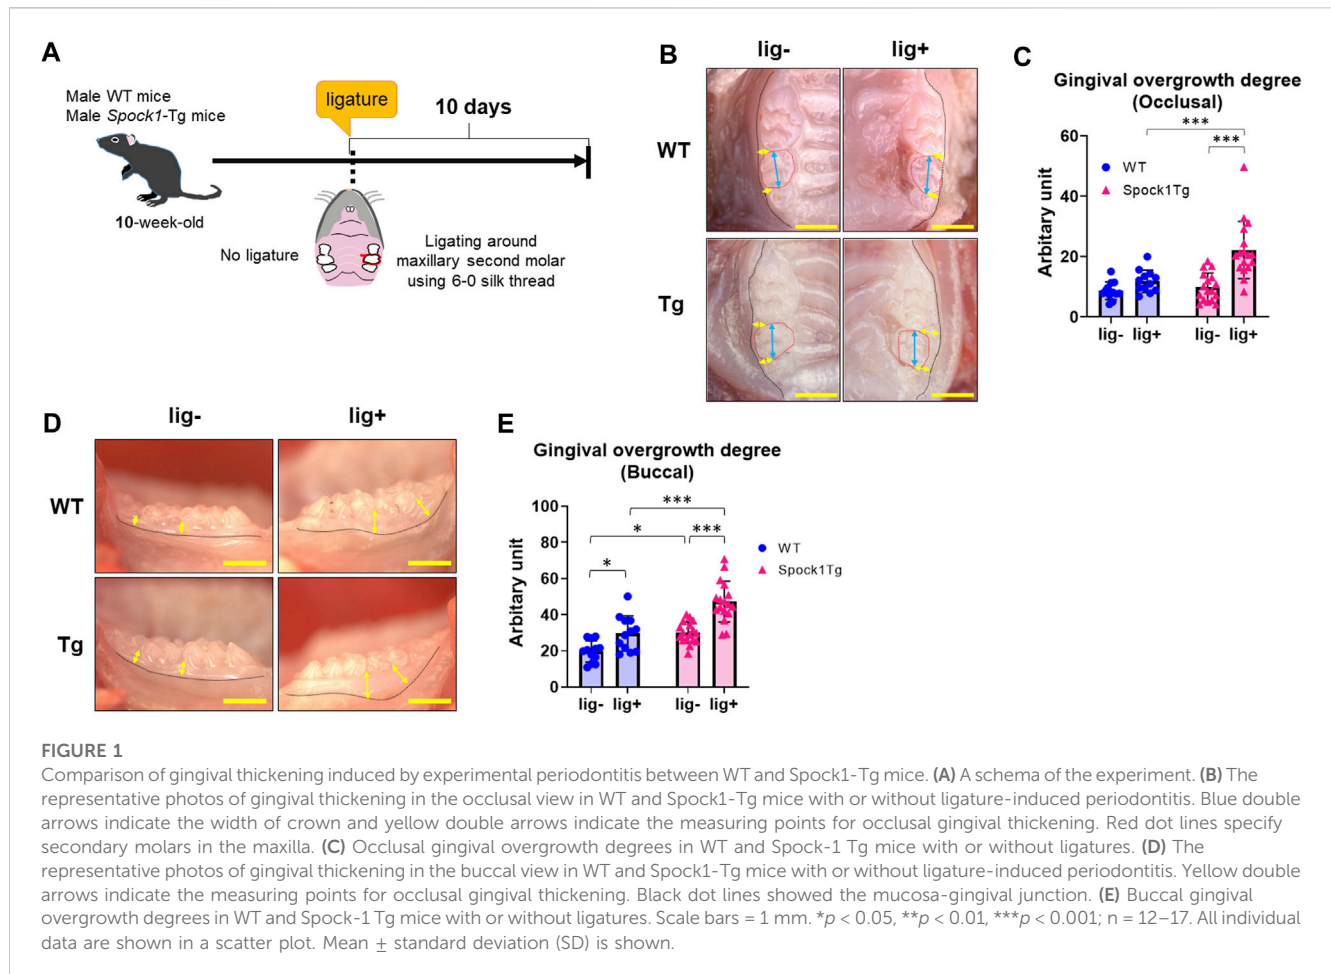 A
Male WT mice
Male Spock1-Tg mice
10-week-old
ligature
10 days
No ligature
Ligating around
maxillary second molar
using 6-0 silk thread
B
lig-
lig+
WT
Tg
C
Gingival overgrowth degree
(Occlusal)
***
***
60
40
20
0
Arbitary unit
WT
Spock1Tg
lig-
lig+
lig-
lig+
D
lig-
lig+
WT
Tg
E
Gingival overgrowth degree
(Buccal)
***
*
***
*
100
80
60
40
20
0
Arbitary unit
WT
Spock1Tg
lig-
lig+
lig-
lig+
FIGURE 1
Comparison of gingival thickening induced by experimental periodontitis between WT and Spock1-Tg mice. (A) A schema of the experiment. (B) The
representative photos of gingival thickening in the occlusal view in WT and Spock1-Tg mice with or without ligature-induced periodontitis. Blue double
arrows indicate the width of crown and yellow double arrows indicate the measuring points for occlusal gingival thickening. Red dot lines specify
secondary molars in the maxilla. (C) Occlusal gingival overgrowth degrees in WT and Spock-1 Tg mice with or without ligatures. (D) The
representative photos of gingival thickening in the buccal view in WT and Spock1-Tg mice with or without ligature-induced periodontitis. Yellow double
arrows indicate the measuring points for occlusal gingival thickening. Black dot lines showed the mucosa-gingival junction. (E) Buccal gingival
overgrowth degrees in WT and Spock-1 Tg mice with or without ligatures. Scale bars = 1 mm. *p < 0.05, **p < 0.01, ***p < 0.001; n = 12–17. All individual
data are shown in a scatter plot. Mean ± standard deviation (SD) is shown.